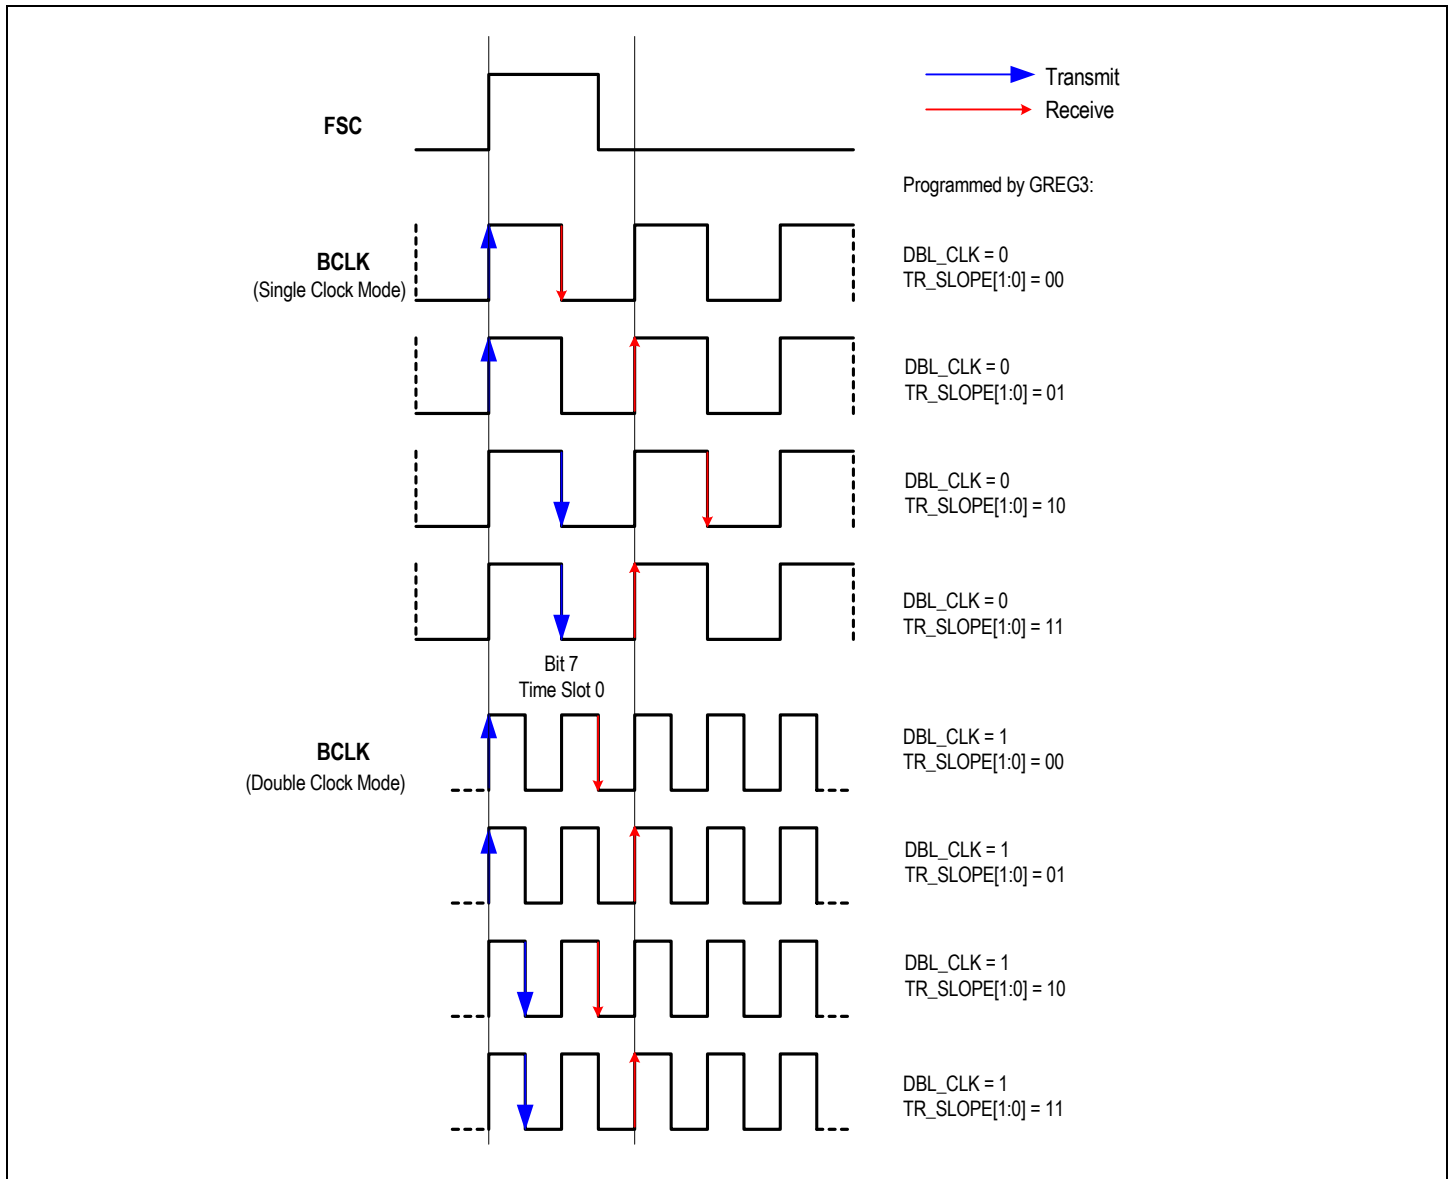 Transmit
Receive
FSC
Programmed by GREG3:
BCLK
(Single Clock Mode)
DBL_CLK = 0
TR_SLOPE[1:0] = 00
DBL_CLK = 0
TR_SLOPE[1:0] = 01
DBL_CLK = 0
TR_SLOPE[1:0] = 10
DBL_CLK = 0
TR_SLOPE[1:0] = 11
Bit 7
Time Slot 0
BCLK
(Double Clock Mode)
DBL_CLK = 1
TR_SLOPE[1:0] = 00
DBL_CLK = 1
TR_SLOPE[1:0] = 01
DBL_CLK = 1
TR_SLOPE[1:0] = 10
DBL_CLK = 1
TR_SLOPE[1:0] = 11